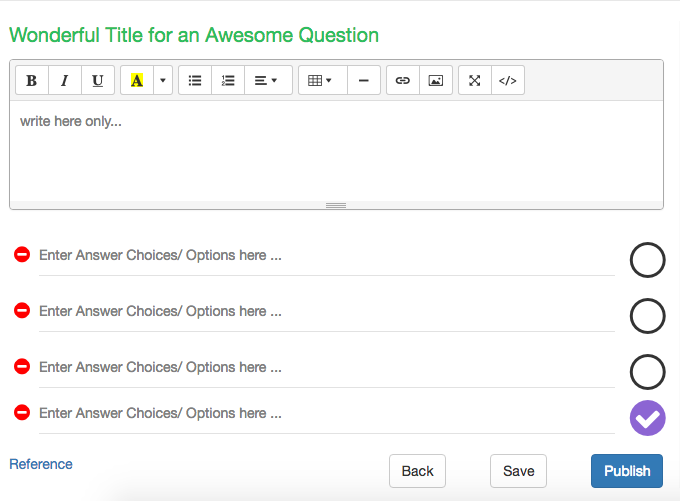 Wonderful Title for an Awesome Question
B I U A </>
write here only...
Enter Answer Choices/ Options here ...
Enter Answer Choices/ Options here ...
Enter Answer Choices/ Options here ...
Enter Answer Choices/ Options here ...
Reference Back Save Publish